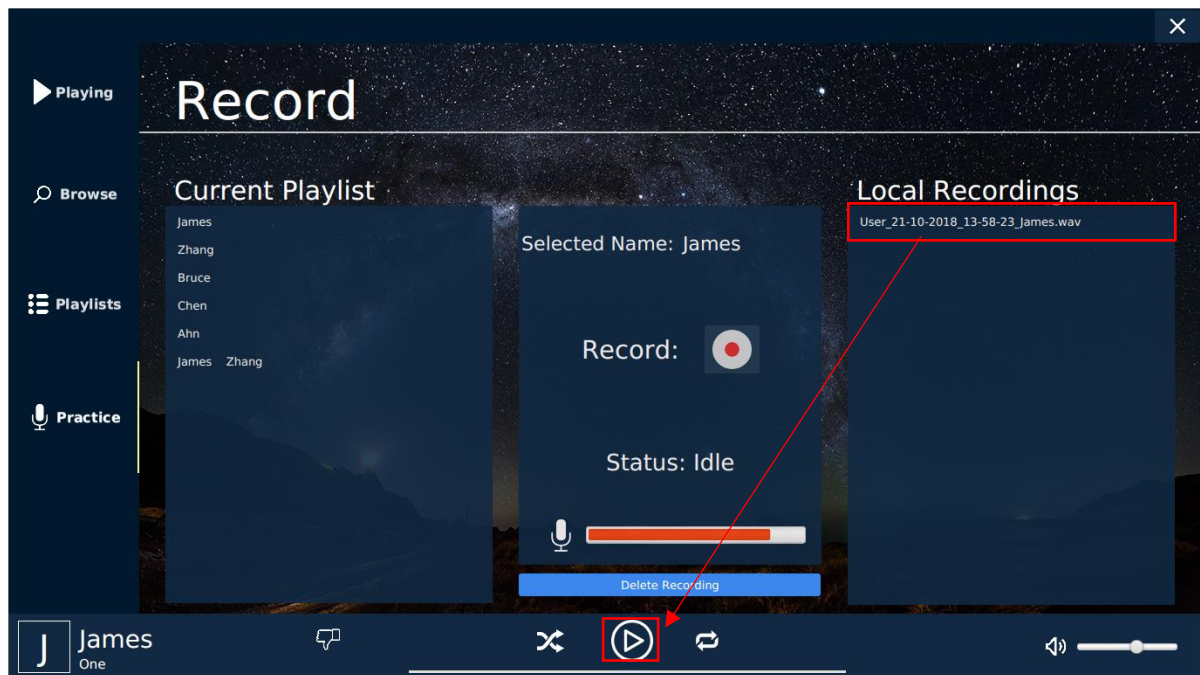 Record
Playing
Browse
Playlists
Practice
Current Playlist
James
Zhang
Bruce
Chen
Ahn
James Zhang
Selected Name: James
Record:
Status: Idle
Delete Recording
Local Recordings
User_21-10-2018_13-58-23_James.wav
J
James
One